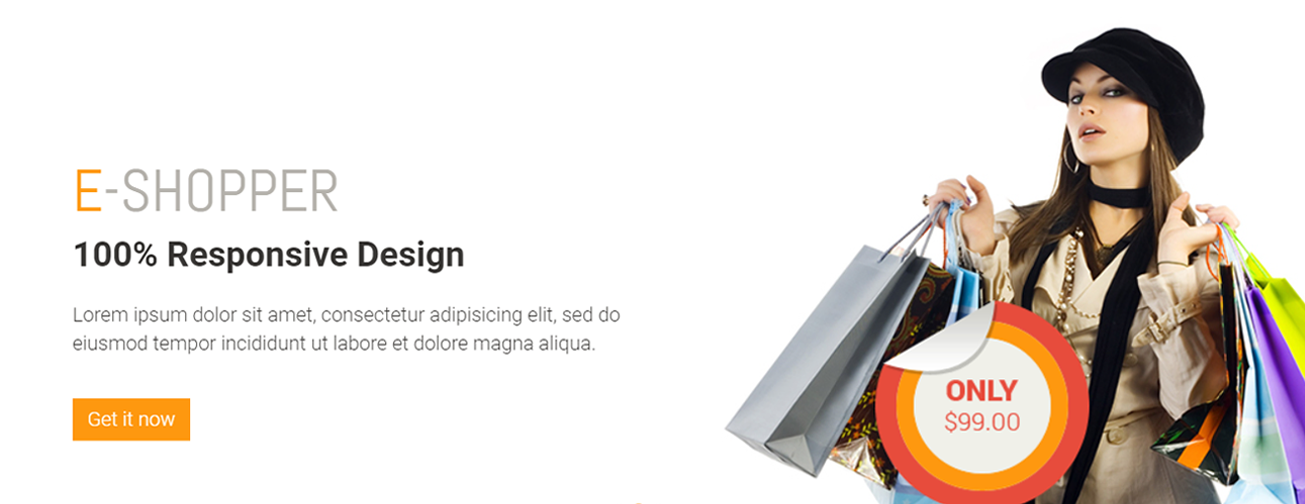 E-SHOPPER
100% Responsive Design
Lorem ipsum dolor sit amet, consectetur adipisicing elit, sed do
eiusmod tempor incididunt ut labore et dolore magna aliqua.
Get it now
ONLY
$99.00